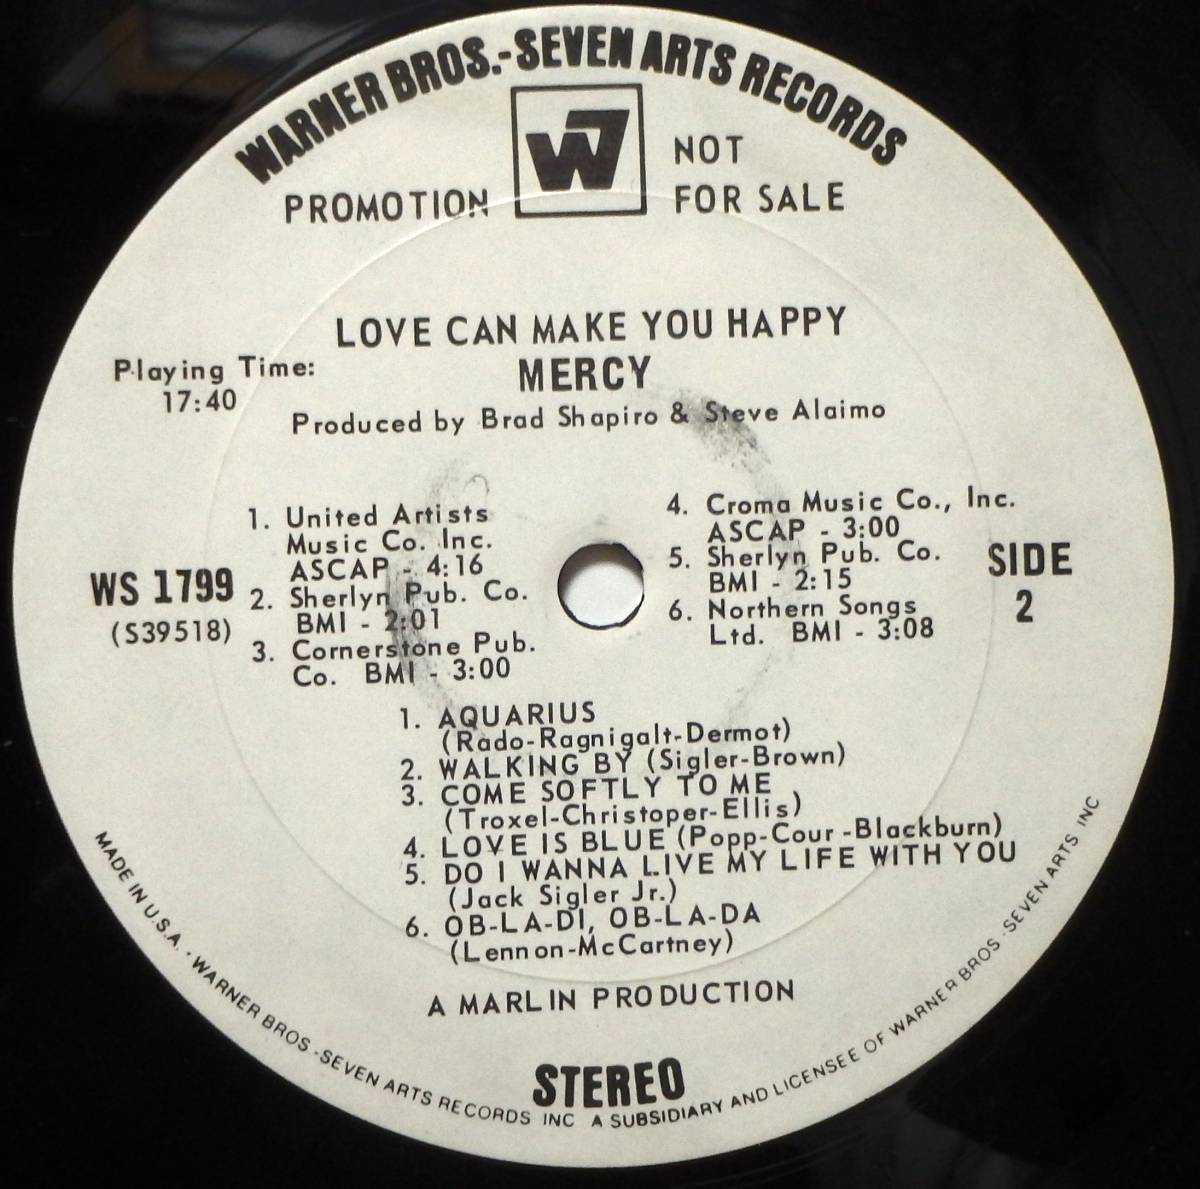 WARNER BROS.-SEVEN ARTS RECORDS
W7
PROMOTION
NOT
FOR SALE
LOVE CAN MAKE YOU HAPPY
MERCY
Playing Time:
17:40
Produced by Brad Shapiro & Steve Alaimo
WS 1799
(S39518)
1. United Artists
Music Co. Inc.
ASCAP - 4:16
2. Sherlyn Pub. Co.
BMI - 2:01
3. Cornerstone Pub.
Co. BMI - 3:00
4. Croma Music Co., Inc.
ASCAP - 3:00
5. Sherlyn Pub. Co.
BMI - 2:15
6. Northern Songs
Ltd. BMI - 3:08
SIDE
2
1. AQUARIUS
(Rado-Ragnigalt-Dermot)
2. WALKING BY (Sigler-Brown)
3. COME SOFTLY TO ME
(Troxel-Christoper-Ellis)
4. LOVE IS BLUE (Popp-Cour-Blackburn)
5. DO I WANNA LIVE MY LIFE WITH YOU
(Jack Sigler Jr.)
6. OB-LA-DI, OB-LA-DA
(Lennon-McCartney)
A MARLIN PRODUCTION
STEREO
MADE IN U.S.A. · WARNER BROS.-SEVEN ARTS RECORDS INC A SUBSIDIARY AND LICENSEE OF WARNER BROS.-SEVEN ARTS INC